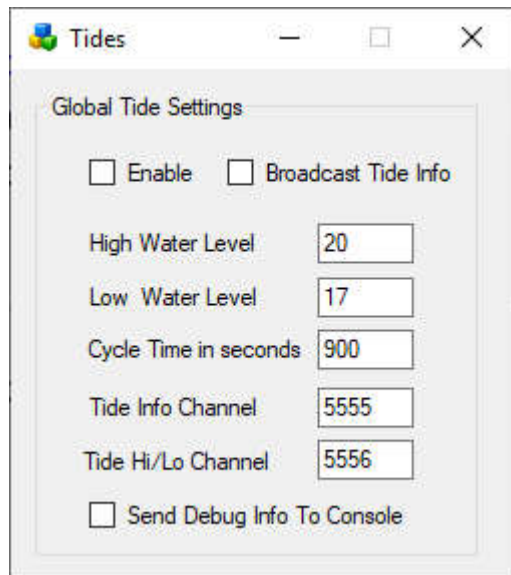 Tides
Global Tide Settings
Enable Broadcast Tide Info
High Water Level 20
Low Water Level 17
Cycle Time in seconds 900
Tide Info Channel 5555
Tide Hi/Lo Channel 5556
Send Debug Info To Console